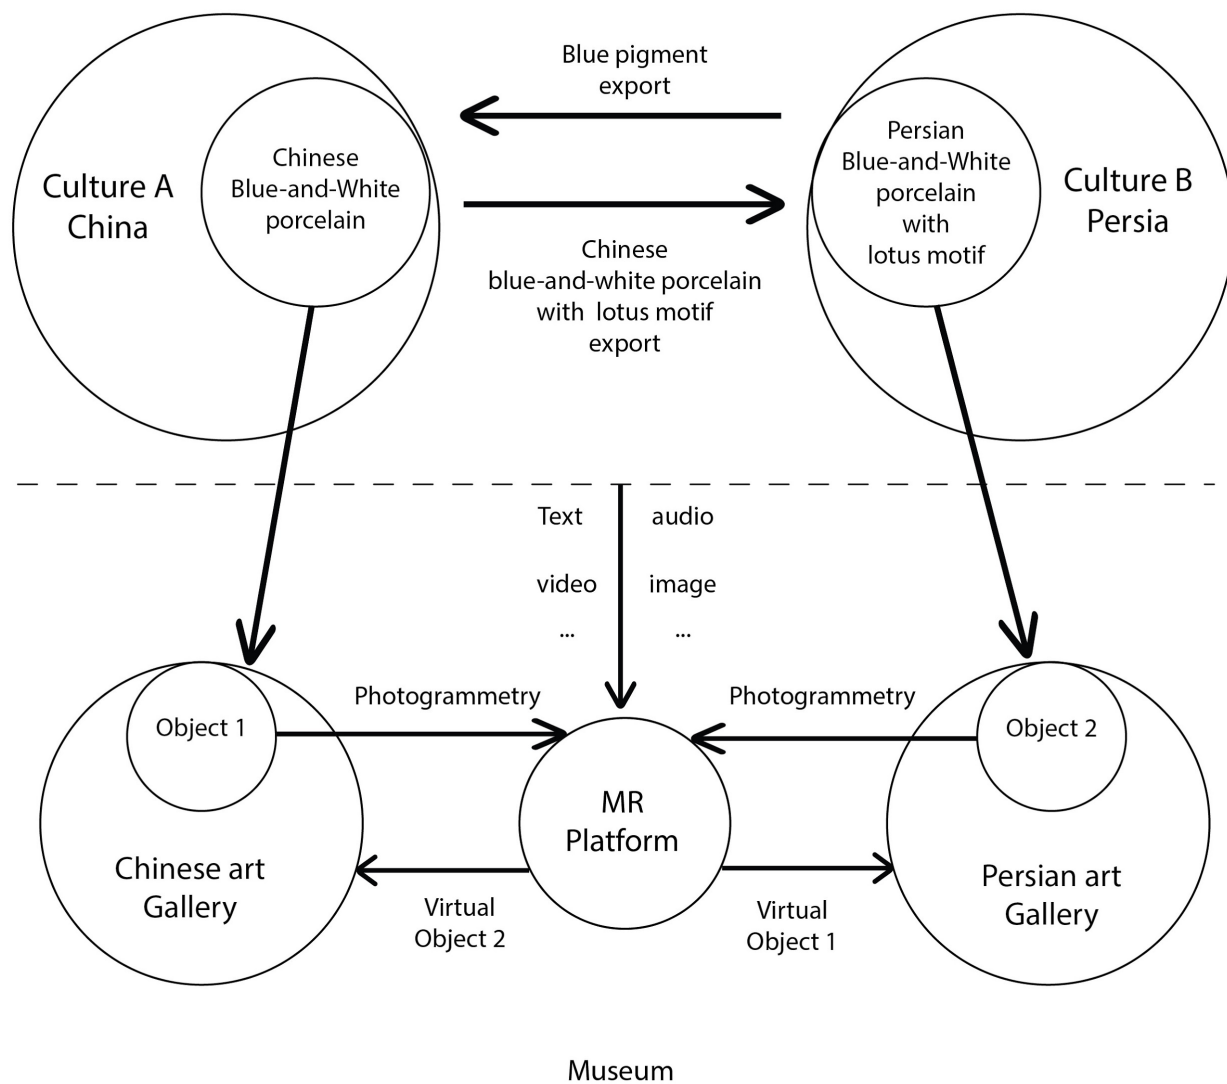 Blue pigment
export
Culture A
China
Chinese
Blue-and-White
porcelain
Persian
Blue-and-White
porcelain
with
lotus motif
Culture B
Persia
Chinese
blue-and-white porcelain
with lotus motif
export
Text
audio
video
image
...
...
Object 1
Photogrammetry
Photogrammetry
Object 2
MR
Platform
Chinese art
Gallery
Persian art
Gallery
Virtual
Object 2
Virtual
Object 1
Museum